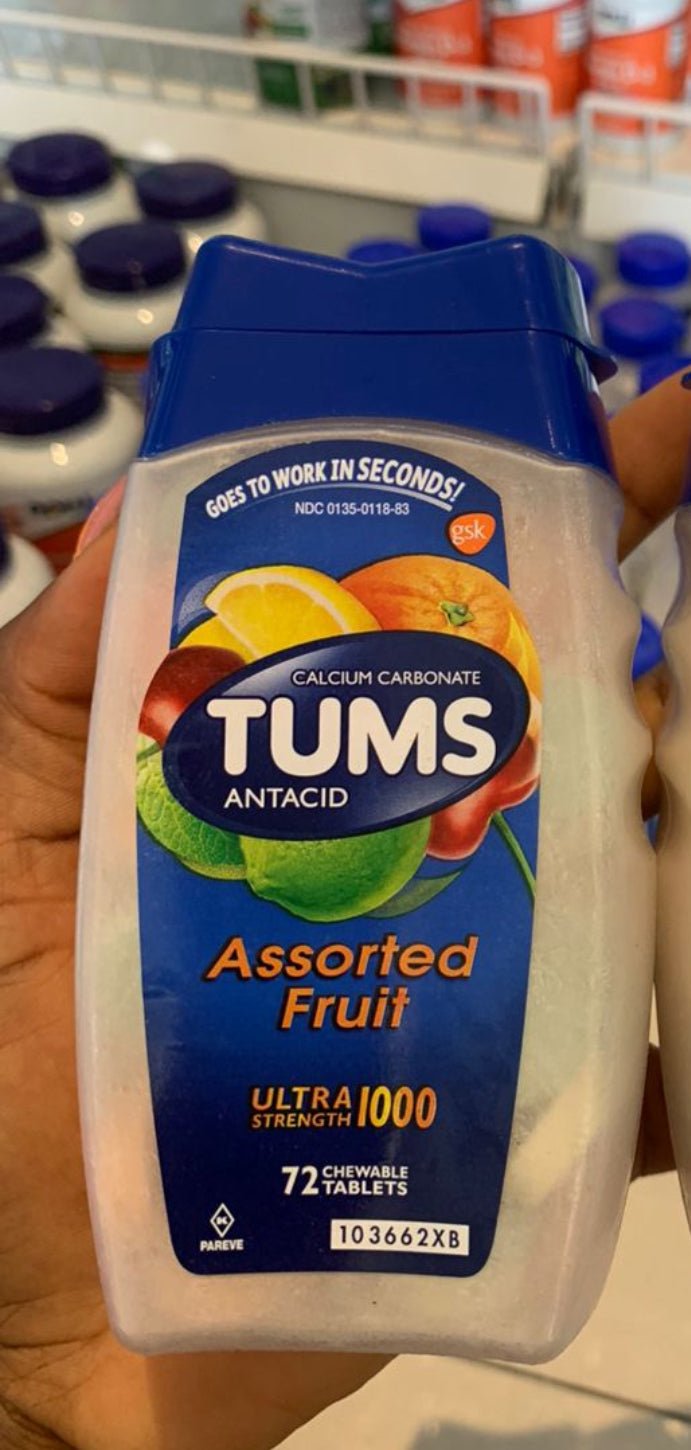 GOES TO WORK IN SECONDS!
NDC 0135-0118-83
gsk
CALCIUM CARBONATE
TUMS
ANTACID
Assorted
Fruit
ULTRA
STRENGTH 1000
72 CHEWABLE
TABLETS
PAREVE
103662XB